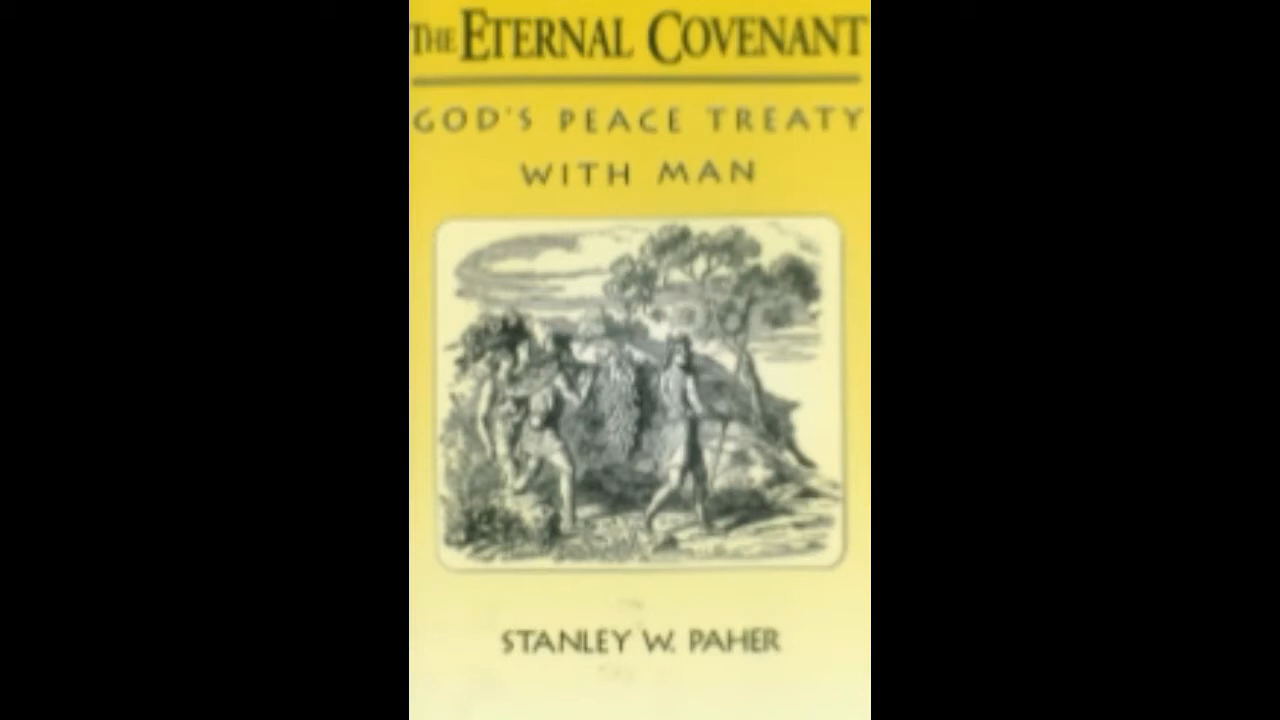 THE ETERNAL COVENANT
GOD'S PEACE TREATY
WITH MAN
STANLEY W. PAHER